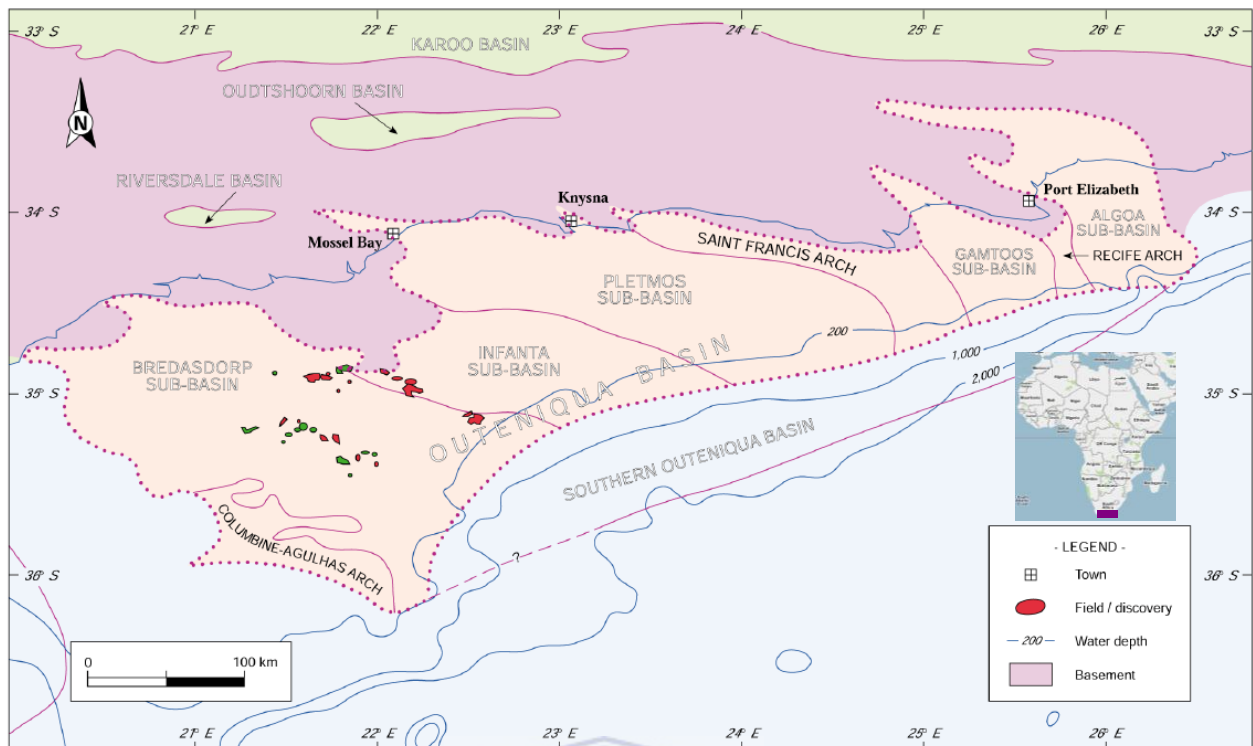 21° E
22° E
23° E
24° E
25° E
26° E
33° S
33° S
KAROO BASIN
OUDTSHOORN BASIN
N
RIVERSDALE BASIN
34° S
34° S
Knysna
Port Elizabeth
Mossel Bay
ALGOA
SUB-BASIN
SAINT FRANCIS ARCH
GAMTOOS
SUB-BASIN
RECIFE ARCH
PLETMOS
SUB-BASIN
200
1,000
2,000
BREDASDORP
SUB-BASIN
INFANTA
SUB-BASIN
OUTENIQUA BASIN
35° S
35° S
SOUTHERN OUTENIQUA BASIN
COLUMBINE-AGULHAS ARCH
?
36° S
36° S
- LEGEND -
Town
Field / discovery
200
Water depth
Basement
0
100 km
21° E
22° E
23° E
24° E
25° E
26° E